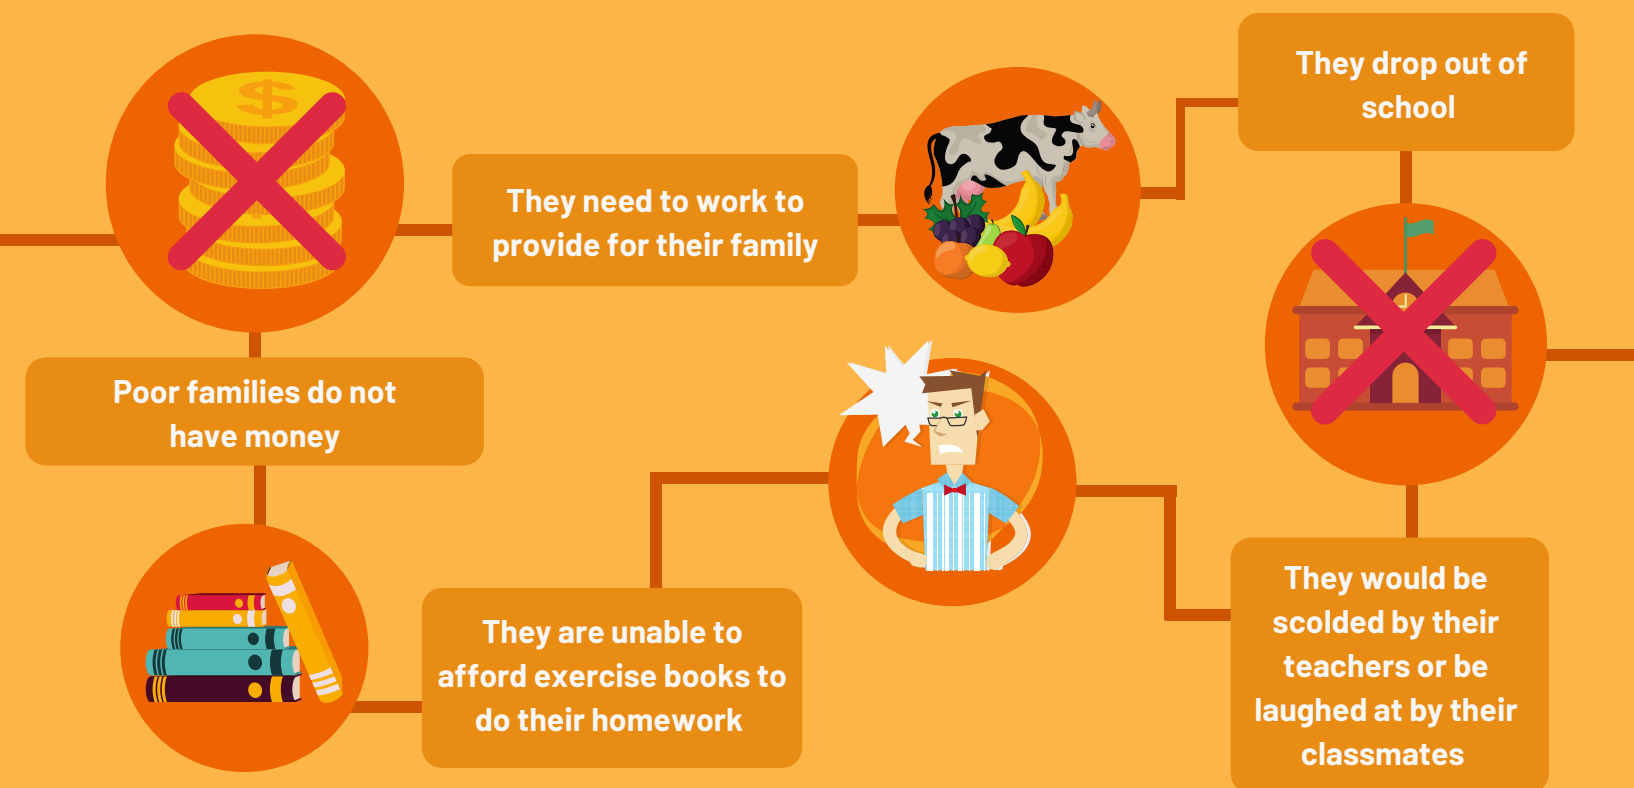 They drop out of
school
They need to work to
provide for their family
Poor families do not
have money
They are unable to
afford exercise books to
do their homework
They would be
scolded by their
teachers or be
laughed at by their
classmates